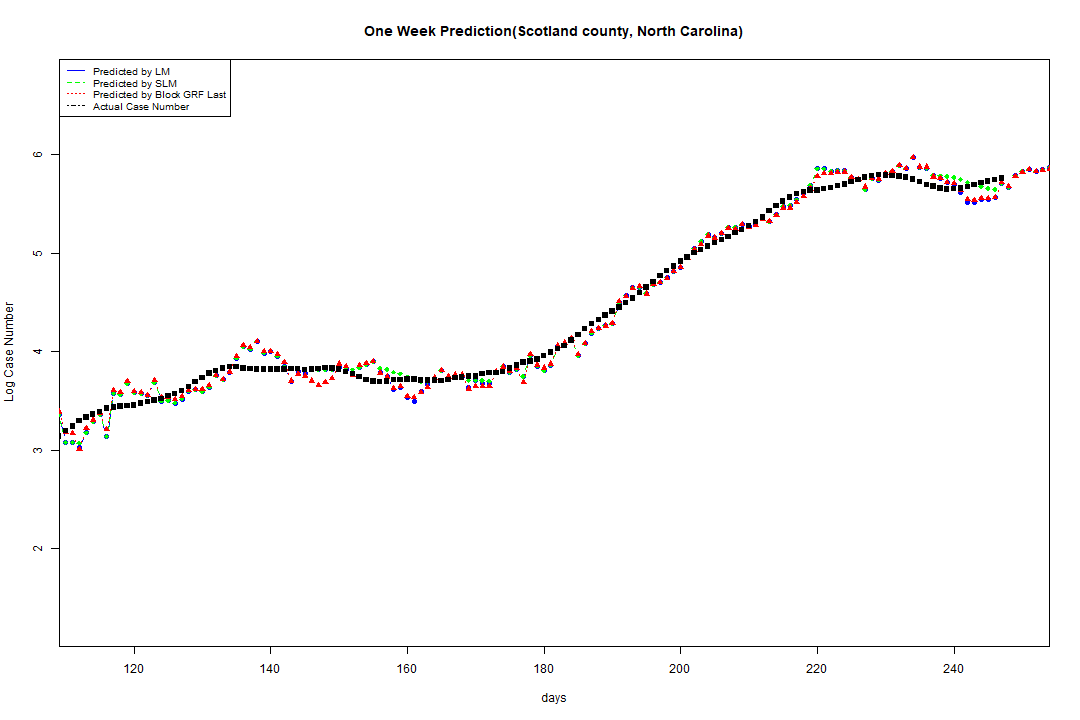 One Week Prediction(Scotland county, North Carolina)
Predicted by LM
Predicted by SLM
Predicted by Block GRF Last
Actual Case Number
6
5
4
3
2
Log Case Number
120 140 160 180 200 220 240
days